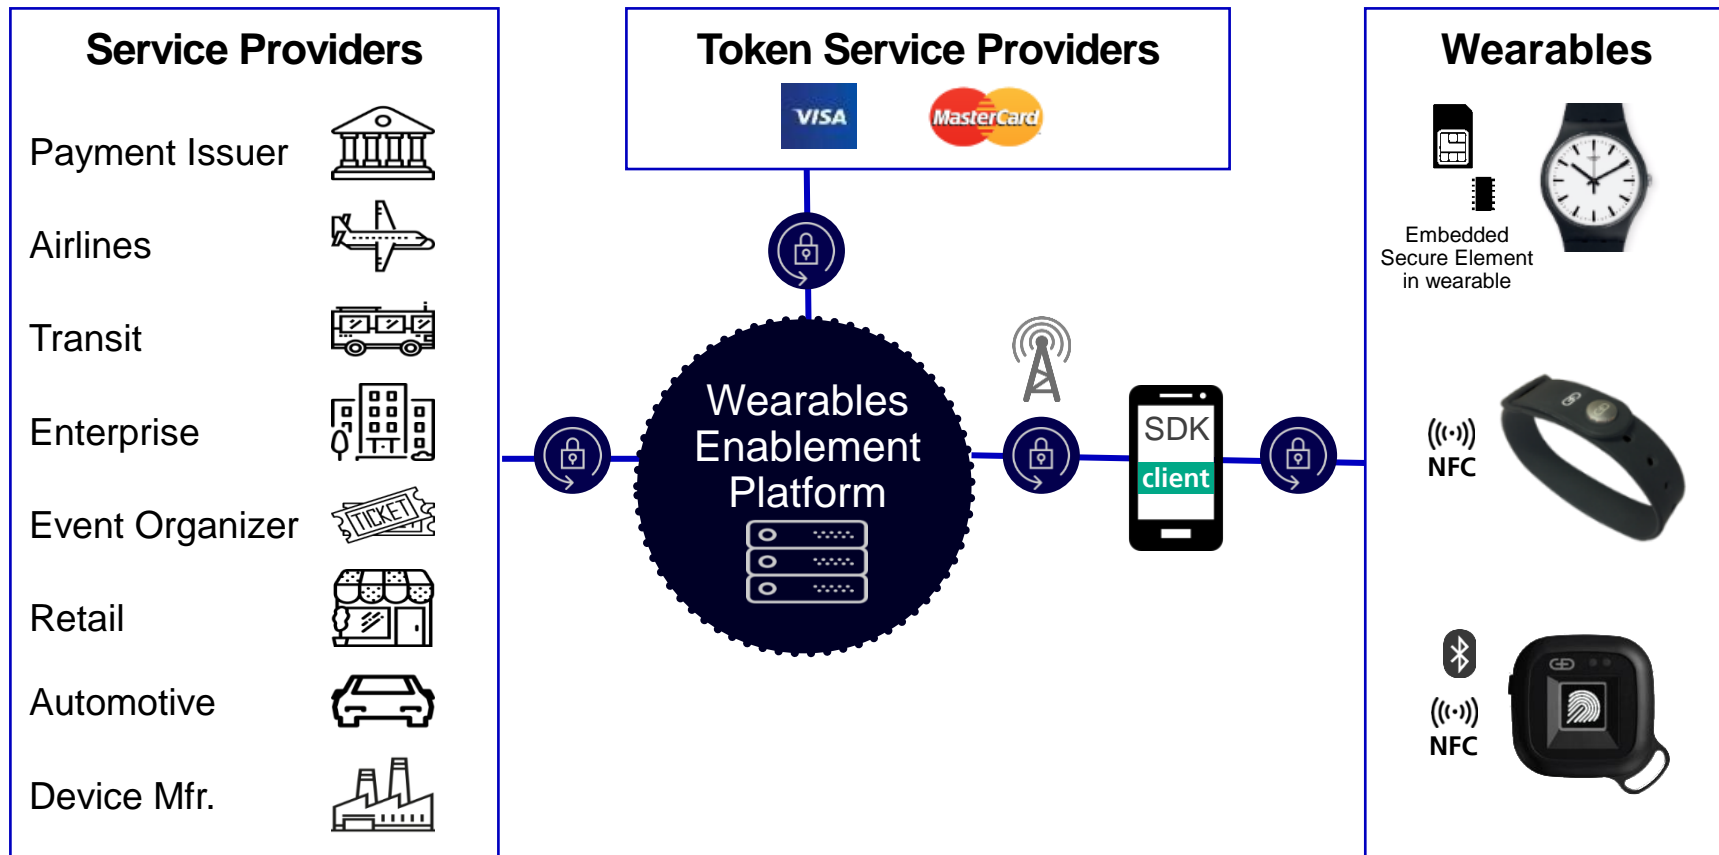 Service Providers
Payment Issuer
Airlines
Transit
Enterprise
Event Organizer
TICKET
Retail
Automotive
Device Mfr.
Token Service Providers
VISA
MasterCard
Wearables
Enablement
Platform
SDK
client
Wearables
Embedded
Secure Element
in wearable
NFC
NFC